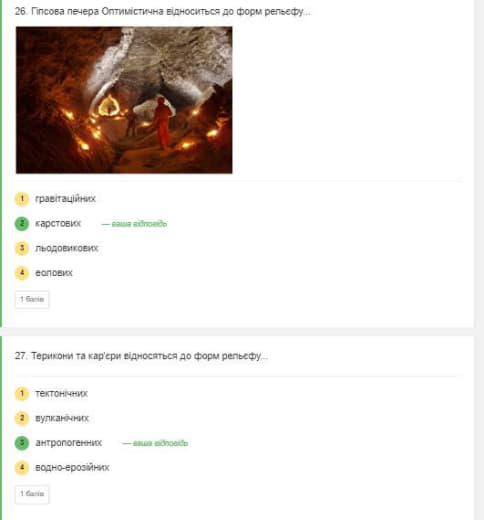 26. Гіпсова печера Оптимістична відноситься до форм рельєфу...
1 гравітаційних
2 карстових — ваша відповідь
3 льодовикових
4 еолових
1 балів
27. Терикони та кар'єри відносяться до форм рельєфу...
1 тектонічних
2 вулканічних
3 антропогенних — ваша відповідь
4 водно-ерозійних
1 балів